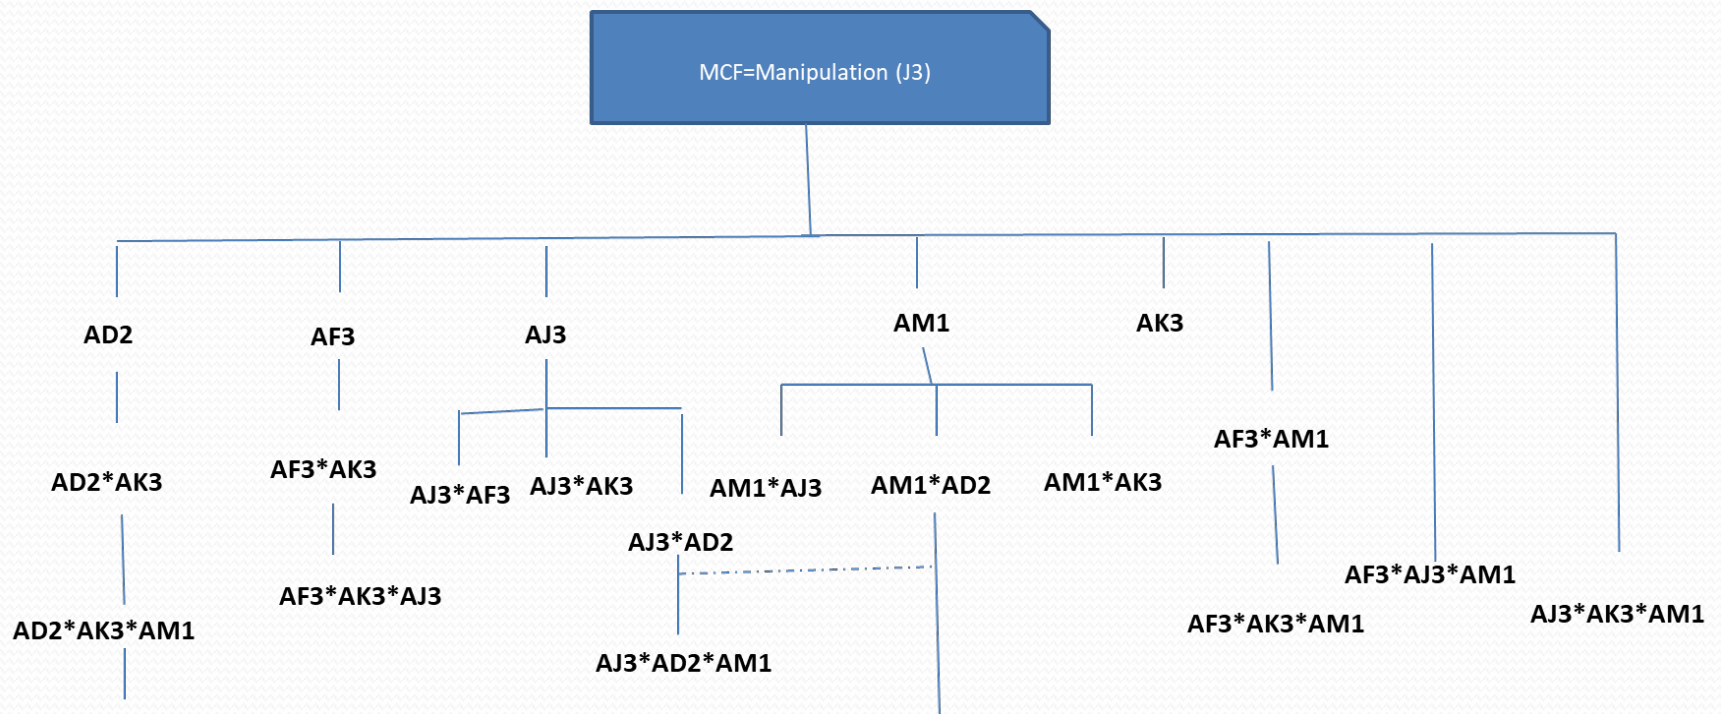 MCF=Manipulation (J3)
AD2
AF3
AJ3
AM1
AK3
AF3*AM1
AD2*AK3
AF3*AK3
AJ3*AF3
AJ3*AK3
AM1*AJ3
AM1*AD2
AM1*AK3
AJ3*AD2
AF3*AJ3*AM1
AF3*AK3*AJ3
AJ3*AK3*AM1
AD2*AK3*AM1
AF3*AK3*AM1
AJ3*AD2*AM1